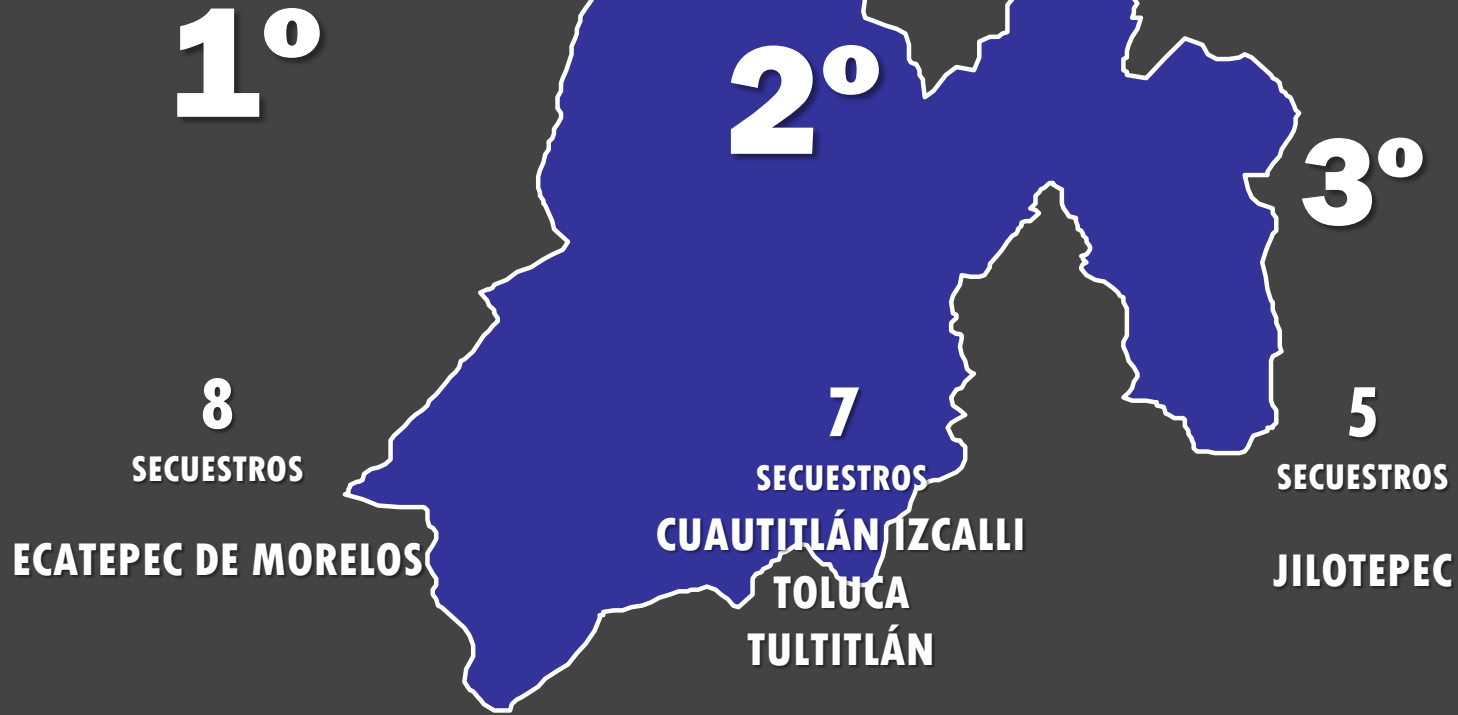 1º
8
SECUESTROS
ECATEPEC DE MORELOS
2º
7
SECUESTROS
CUAUTITLÁN IZCALLI
TOLUCA
TULTITLÁN
3º
5
SECUESTROS
JILOTEPEC